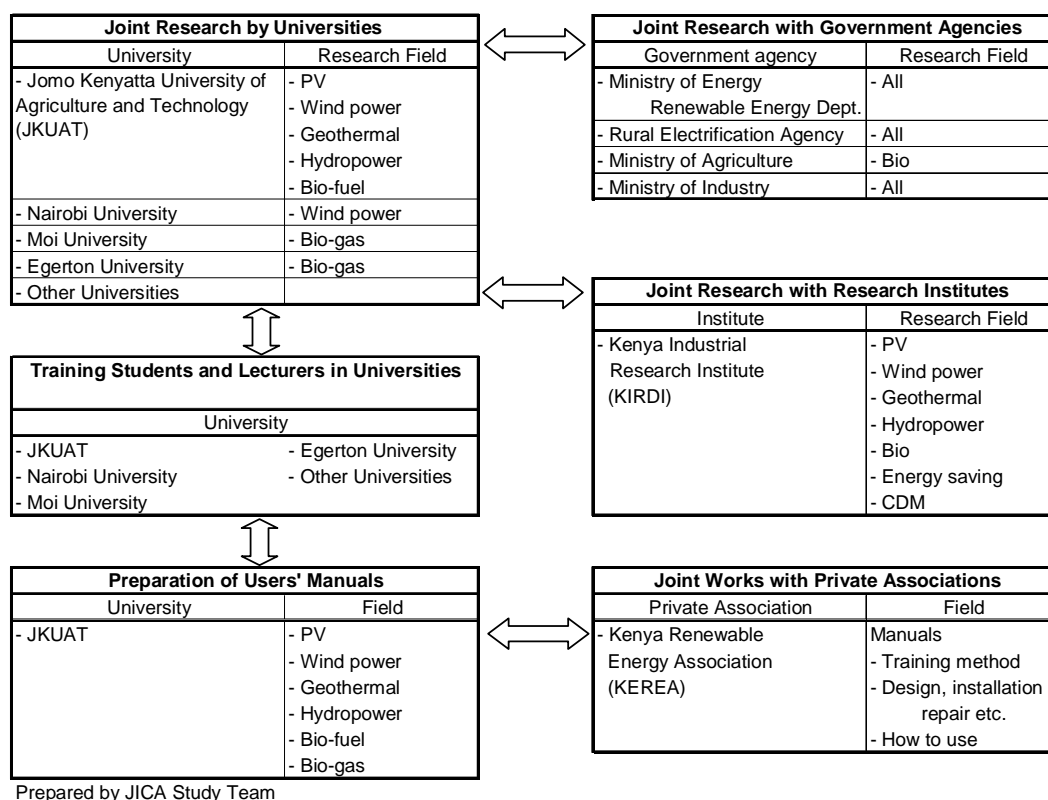 Joint Research by Universities
University Research Field
- Jomo Kenyatta University of
Agriculture and Technology
(JKUAT)
- PV
- Wind power
- Geothermal
- Hydropower
- Bio-fuel
- Nairobi University - Wind power
- Moi University - Bio-gas
- Egerton University - Bio-gas
- Other Universities
Joint Research with Government Agencies
Government agency Research Field
- Ministry of Energy - All
Renewable Energy Dept.
- Rural Electrification Agency - All
- Ministry of Agriculture - Bio
- Ministry of Industry - All
Joint Research with Research Institutes
Institute Research Field
- Kenya Industrial
Research Institute
(KIRDI)
- PV
- Wind power
- Geothermal
- Hydropower
- Bio
- Energy saving
- CDM
Training Students and Lecturers in Universities
University
- JKUAT - Egerton University
- Nairobi University - Other Universities
- Moi University
Preparation of Users' Manuals
University Field
- JKUAT
- PV
- Wind power
- Geothermal
- Hydropower
- Bio-fuel
- Bio-gas
Joint Works with Private Associations
Private Association Field
- Kenya Renewable
Energy Association
(KEREA)
Manuals
- Training method
- Design, installation
repair etc.
- How to use
Prepared by JICA Study Team